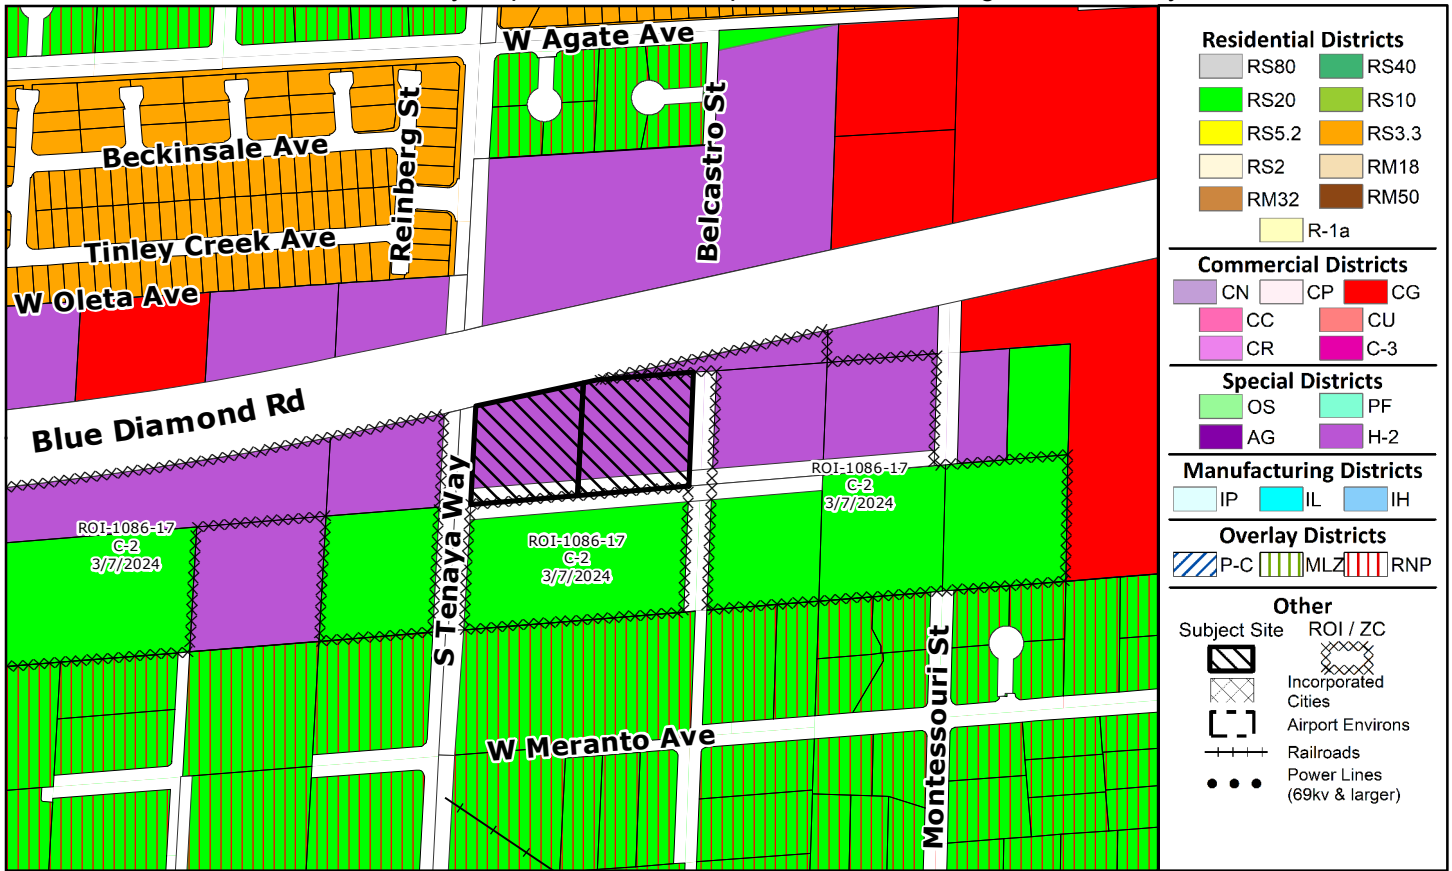 W Agate Ave
Belcastro St
Reinberg St
Beckinsale Ave
Tinley Creek Ave
W Oleta Ave
Blue Diamond Rd
S Tenaya Way
ROI-1086-17
C-2
3/7/2024
ROI-1086-17
C-2
3/7/2024
ROI-1086-17
C-2
3/7/2024
W Meranto Ave
Montessouri St
Residential Districts
RS80 RS40
RS20 RS10
RS5.2 RS3.3
RS2 RM18
RM32 RM50
R-1a
Commercial Districts
CN CP CG
CC CU
CR C-3
Special Districts
OS PF
AG H-2
Manufacturing Districts
IP IL IH
Overlay Districts
P-C MLZ RNP
Other
Subject Site ROI / ZC
Incorporated
Cities
Airport Environs
Railroads
Power Lines
(69kv & larger)